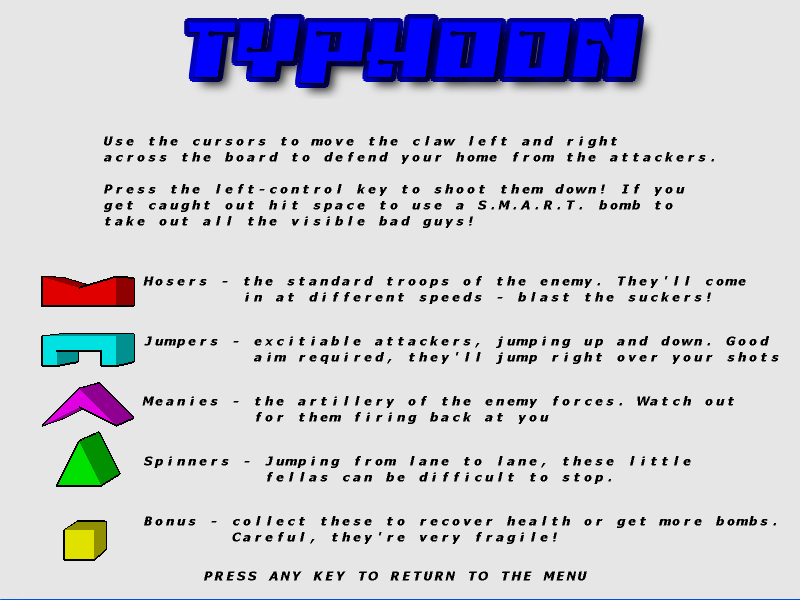 TYPHOON
Use the cursors to move the claw left and right
across the board to defend your home from the attackers.
Press the left-control key to shoot them down! If you
get caught out hit space to use a S.M.A.R.T. bomb to
take out all the visible bad guys!
Hosers - the standard troops of the enemy. They'll come
in at different speeds - blast the suckers!
Jumpers - excitiable attackers, jumping up and down. Good
aim required, they'll jump right over your shots
Meanies - the artillery of the enemy forces. Watch out
for them firing back at you
Spinners - Jumping from lane to lane, these little
fellas can be difficult to stop.
Bonus - collect these to recover health or get more bombs.
Careful, they're very fragile!
PRESS ANY KEY TO RETURN TO THE MENU